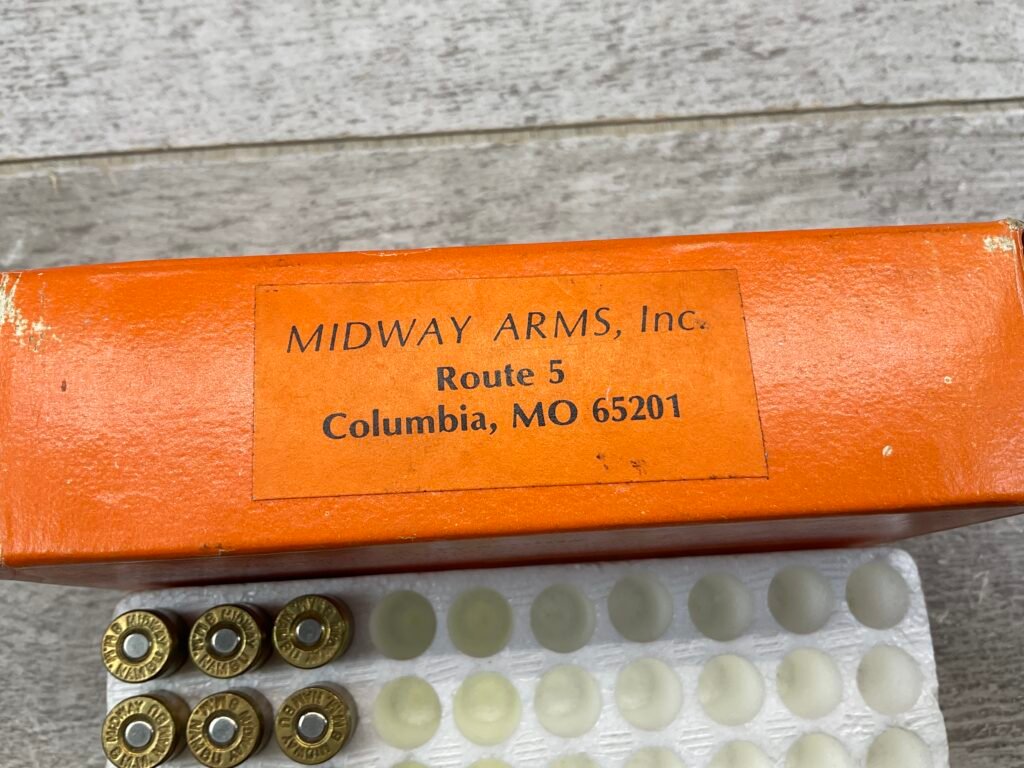 MIDWAY ARMS, Inc.
Route 5
Columbia, MO 65201